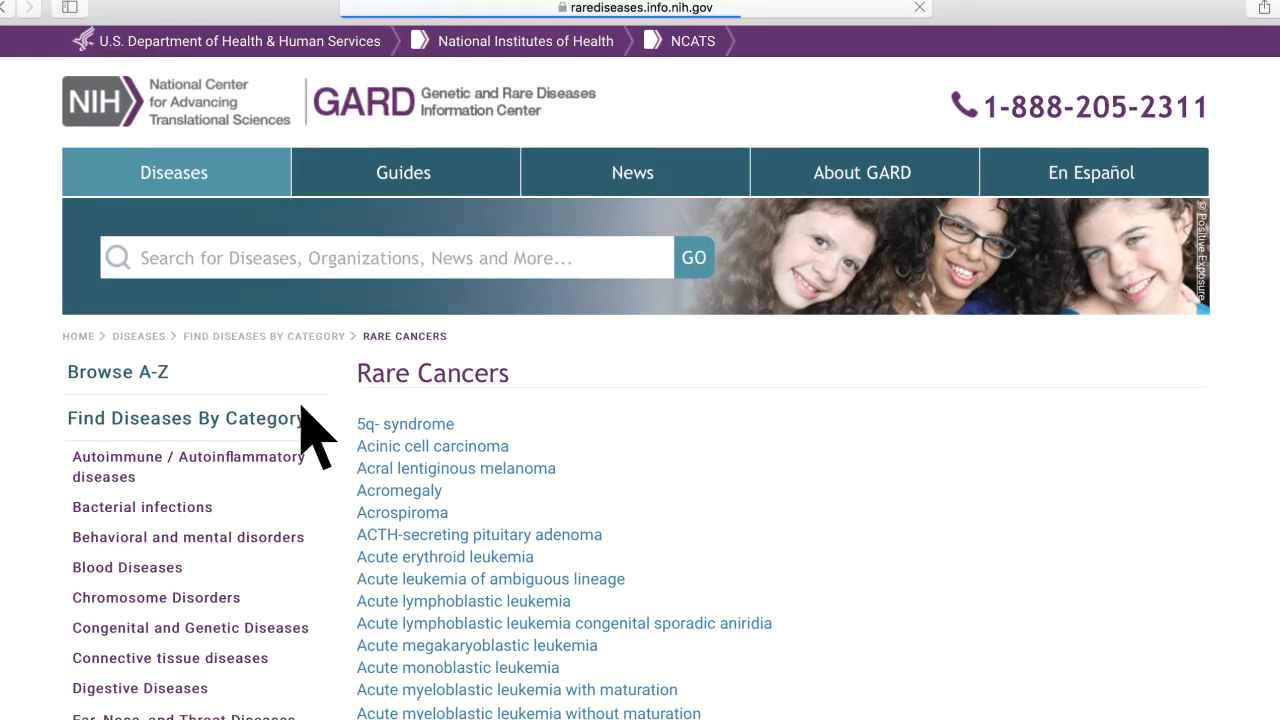 rarediseases.info.nih.gov
U.S. Department of Health & Human Services
National Institutes of Health
NCATS
NIH
National Center
for Advancing
Translational Sciences
GARD
Genetic and Rare Diseases
Information Center
1-888-205-2311
Diseases
Guides
News
About GARD
En Español
Search for Diseases, Organizations, News and More...
GO
© Positive Exposure
HOME > DISEASES > FIND DISEASES BY CATEGORY > RARE CANCERS
Browse A-Z
Find Diseases By Category
Autoimmune / Autoinflammatory
diseases
Bacterial infections
Behavioral and mental disorders
Blood Diseases
Chromosome Disorders
Congenital and Genetic Diseases
Connective tissue diseases
Digestive Diseases
Ear, Nose, and Throat Diseases
Rare Cancers
5q- syndrome
Acinic cell carcinoma
Acral lentiginous melanoma
Acromegaly
Acrospiroma
ACTH-secreting pituitary adenoma
Acute erythroid leukemia
Acute leukemia of ambiguous lineage
Acute lymphoblastic leukemia
Acute lymphoblastic leukemia congenital sporadic aniridia
Acute megakaryoblastic leukemia
Acute monoblastic leukemia
Acute myeloblastic leukemia with maturation
Acute myeloblastic leukemia without maturation